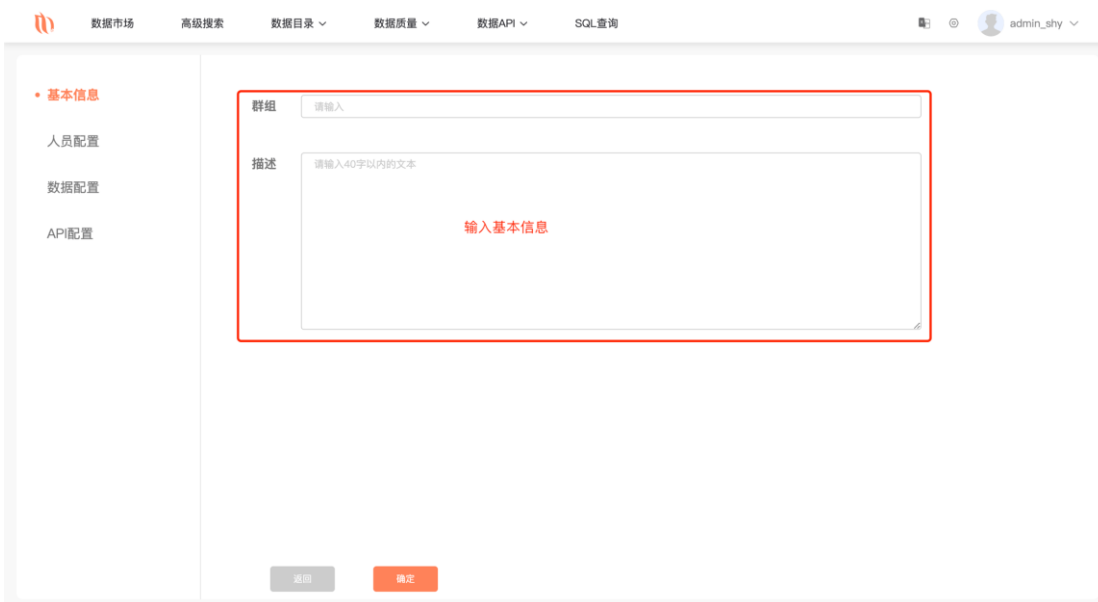 数据市场 高级搜索 数据目录 数据质量 数据API SQL查询 admin_shy
基本信息
人员配置
数据配置
API配置
群组 请输入
描述 请输入40字以内的文本
输入基本信息
返回 确定